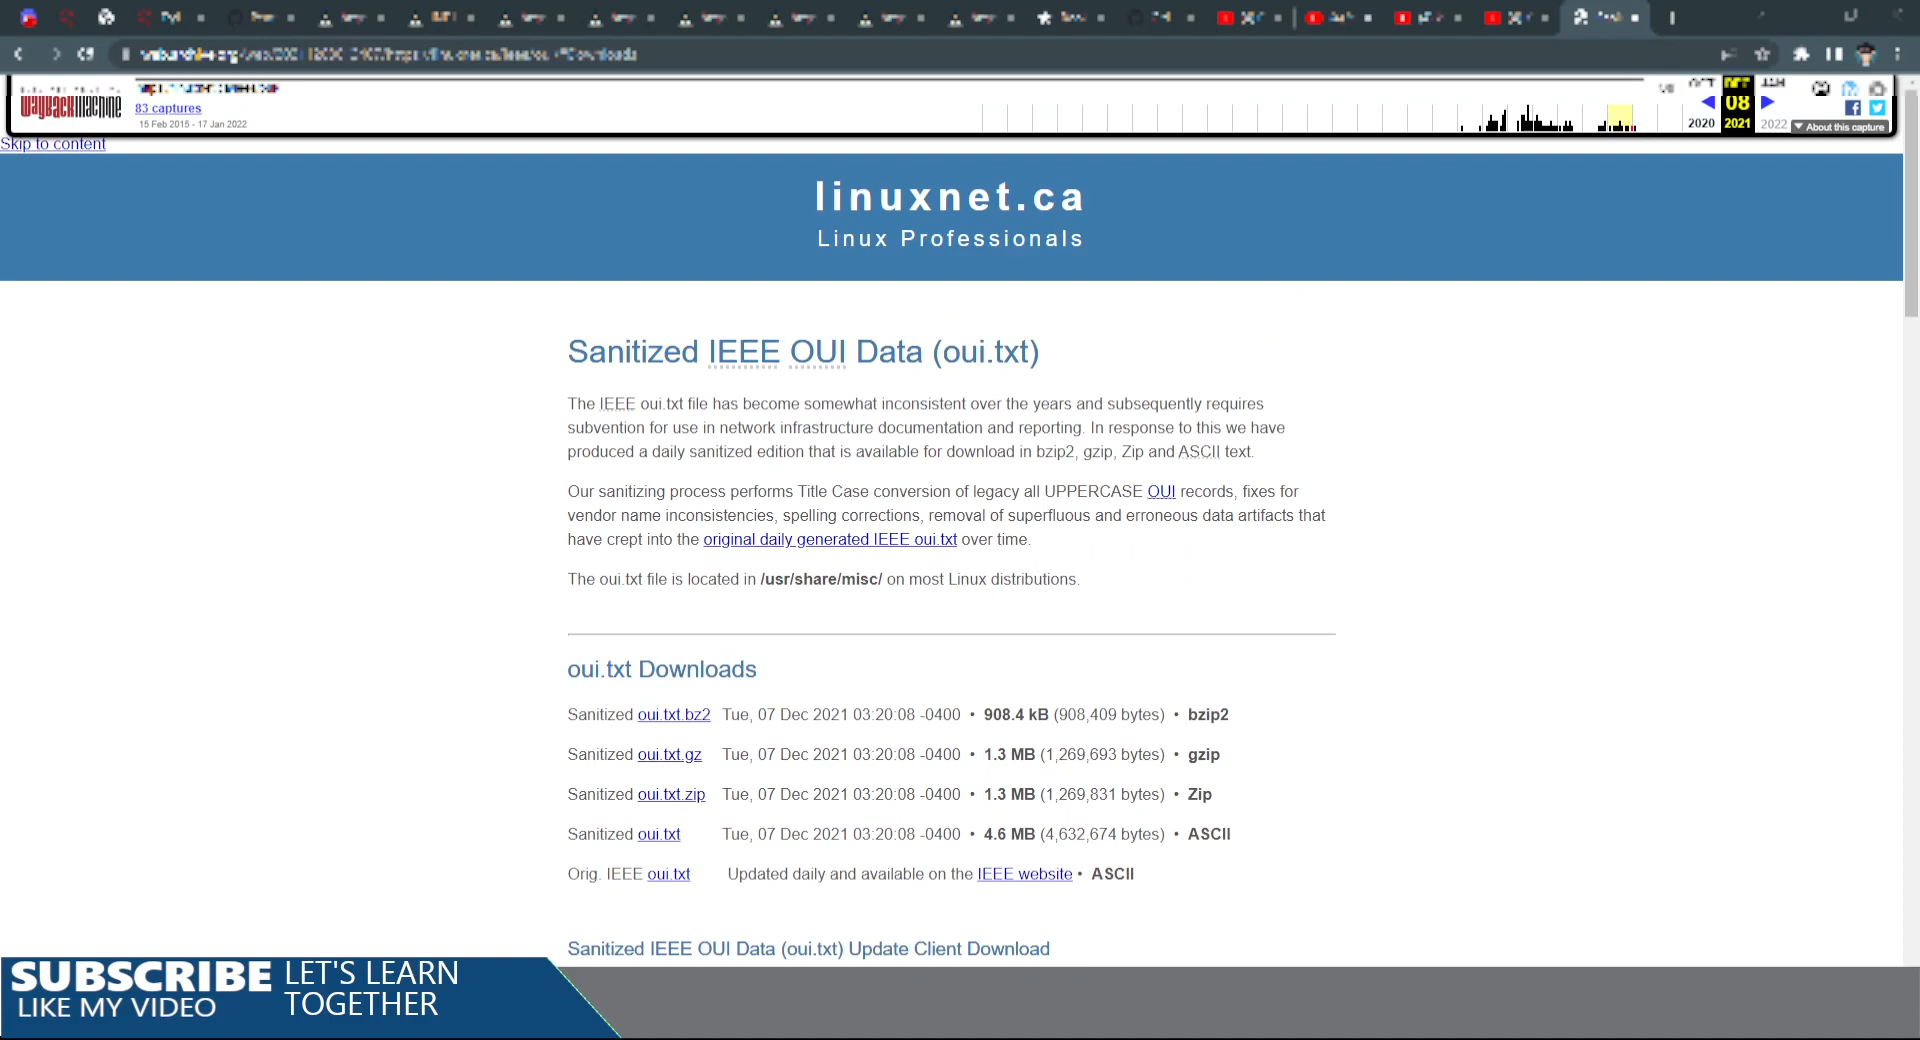 waybackmachine
83 captures
15 Feb 2015 - 17 Jan 2022
08
2020 2021 2022
About this capture
Skip to content
linuxnet.ca
Linux Professionals
Sanitized IEEE OUI Data (oui.txt)
The IEEE oui.txt file has become somewhat inconsistent over the years and subsequently requires
subvention for use in network infrastructure documentation and reporting. In response to this we have
produced a daily sanitized edition that is available for download in bzip2, gzip, Zip and ASCII text.
Our sanitizing process performs Title Case conversion of legacy all UPPERCASE OUI records, fixes for
vendor name inconsistencies, spelling corrections, removal of superfluous and erroneous data artifacts that
have crept into the original daily generated IEEE oui.txt over time.
The oui.txt file is located in /usr/share/misc/ on most Linux distributions.
oui.txt Downloads
Sanitized oui.txt.bz2 Tue, 07 Dec 2021 03:20:08 -0400 • 908.4 kB (908,409 bytes) • bzip2
Sanitized oui.txt.gz Tue, 07 Dec 2021 03:20:08 -0400 • 1.3 MB (1,269,693 bytes) • gzip
Sanitized oui.txt.zip Tue, 07 Dec 2021 03:20:08 -0400 • 1.3 MB (1,269,831 bytes) • Zip
Sanitized oui.txt Tue, 07 Dec 2021 03:20:08 -0400 • 4.6 MB (4,632,674 bytes) • ASCII
Orig. IEEE oui.txt Updated daily and available on the IEEE website • ASCII
Sanitized IEEE OUI Data (oui.txt) Update Client Download
SUBSCRIBE LET'S LEARN
LIKE MY VIDEO TOGETHER